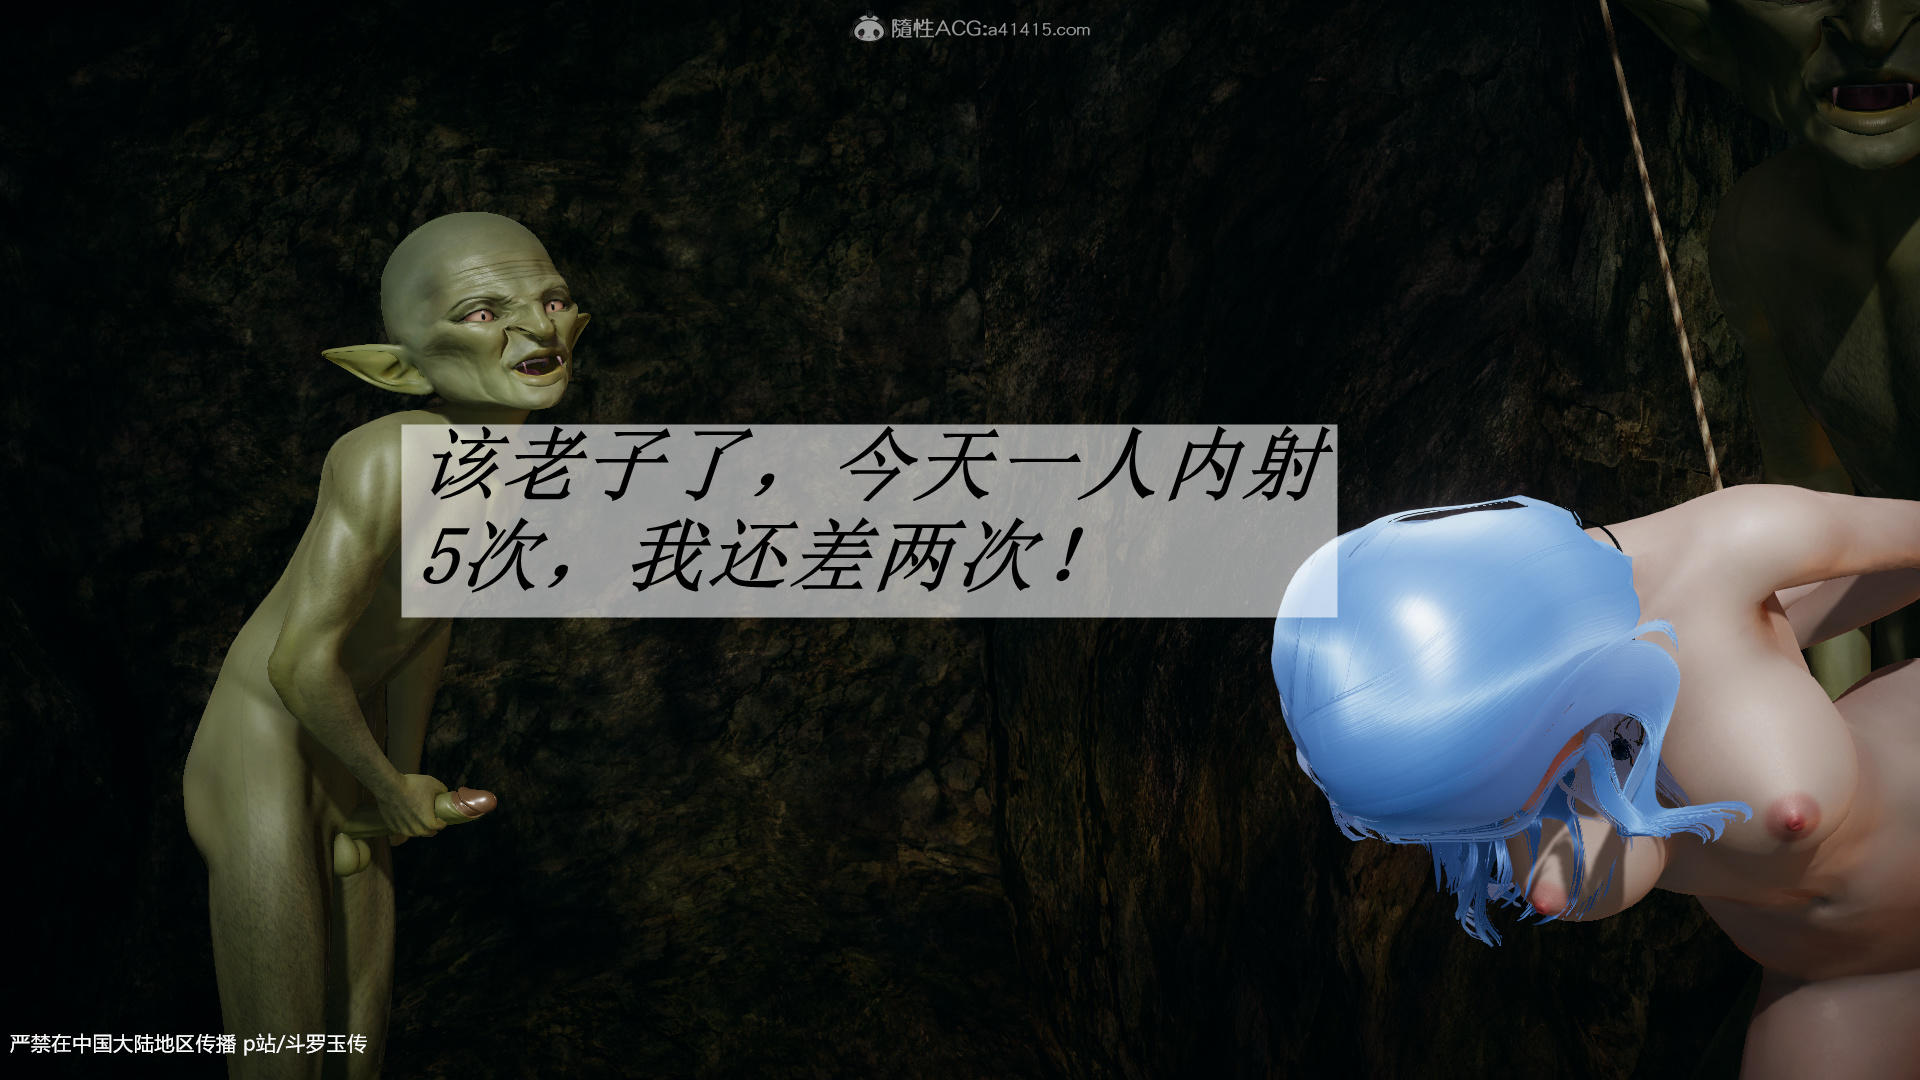 隨性ACG:a41415.com
该老子了，今天一人内射
5次，我还差两次！
严禁在中国大陆地区传播 p站/斗罗玉传